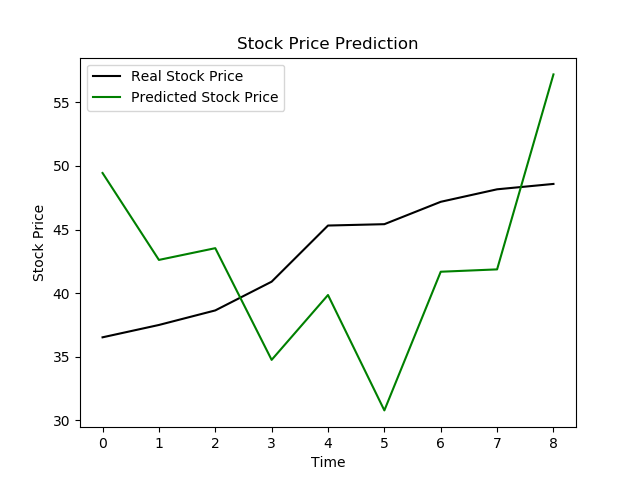 Stock Price Prediction
Real Stock Price
Predicted Stock Price
Stock Price
55
50
45
40
35
30
0 1 2 3 4 5 6 7 8
Time